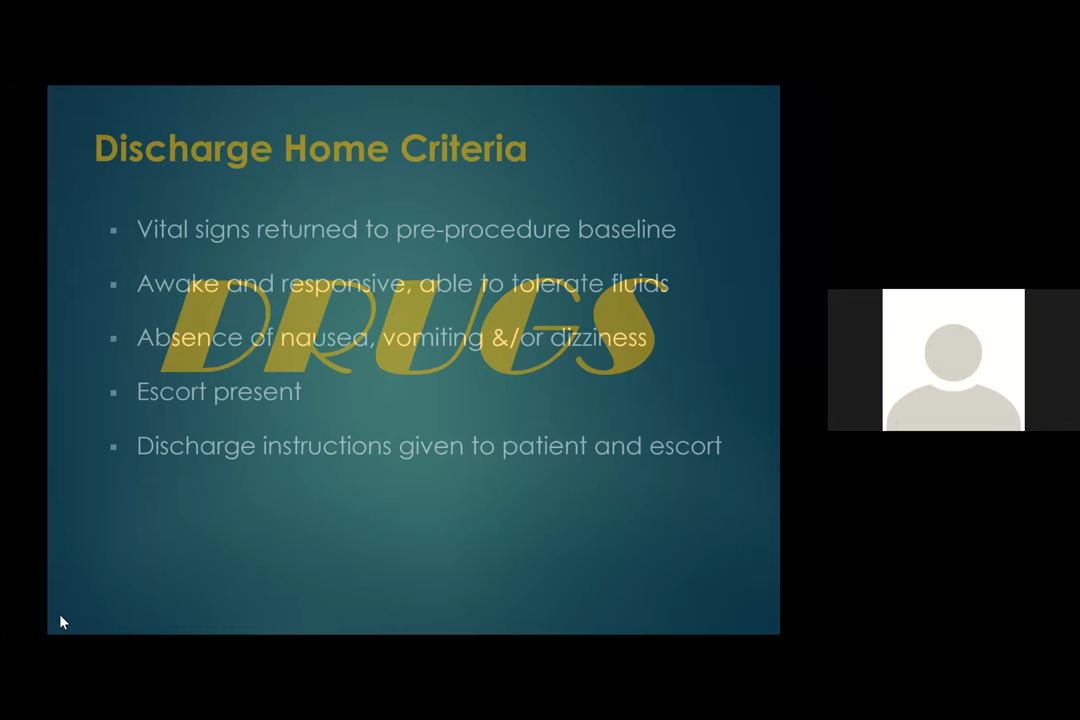 Discharge Home Criteria
▪ Vital signs returned to pre-procedure baseline
▪ Awake and responsive, able to tolerate fluids
DRUGS
▪ Absence of nausea, vomiting &/or dizziness
▪ Escort present
▪ Discharge instructions given to patient and escort